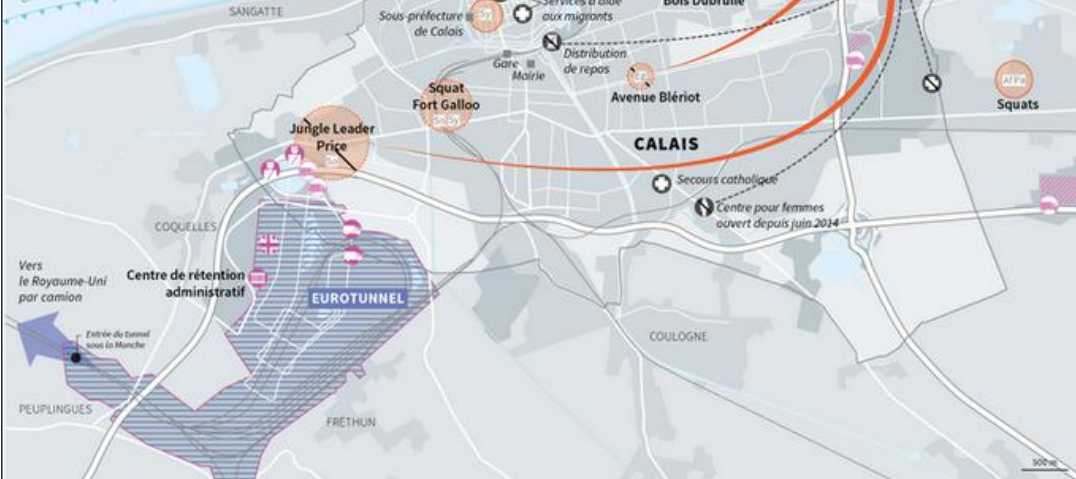 SANGATTE
Sous-préfecture
de Calais
Services d'aide
aux migrants
Bois Dubrulle
Distribution
de repas
Gare
Mairie
Squat
Fort Galloo
Avenue Blériot
AfPa
Squats
Jungle Leader
Price
CALAIS
Secours catholique
Centre pour femmes
ouvert depuis juin 2014
COQUELLES
Vers
le Royaume-Uni
par camion
Centre de rétention
administratif
EUROTUNNEL
Entrée du tunnel
sous la Manche
COULOGNE
PEUPLINGUES
FRÉTHUN
500 m